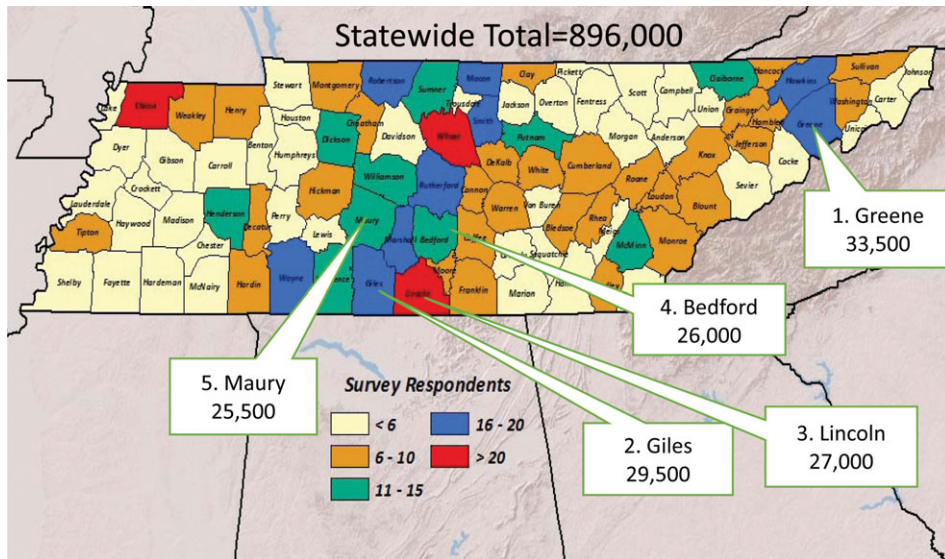 Statewide Total=896,000
Stewart
Montgomery
Robertson
Sumner
Macon
Clay
Pickett
Claiborne
Hancock
Hawkins
Sullivan
Johnson
Lake
Weakley
Henry
Houston
Cheatham
Trousdale
Smith
Jackson
Overton
Fentress
Scott
Campbell
Union
Grainger
Hamblen
Greene
Washington
Carter
Dyer
Gibson
Carroll
Benton
Humphreys
Dickson
Davidson
Wilson
Putnam
Morgan
Anderson
Knox
Jefferson
Cocke
Lauderdale
Crockett
Haywood
Madison
Henderson
Decatur
Perry
Hickman
Williamson
Rutherford
Cannon
DeKalb
White
Cumberland
Roane
Loudon
Blount
Sevier
Tipton
Chester
Lewis
Maury
Marshall
Bedford
Warren
Van Buren
Bledsoe
Rhea
Meigs
McMinn
Monroe
Shelby
Fayette
Hardeman
McNairy
Hardin
Wayne
Giles
Lincoln
Moore
Franklin
Marion
Sequatchie
1. Greene
33,500
4. Bedford
26,000
5. Maury
25,500
3. Lincoln
27,000
2. Giles
29,500
Survey Respondents
< 6
6 - 10
11 - 15
16 - 20
> 20